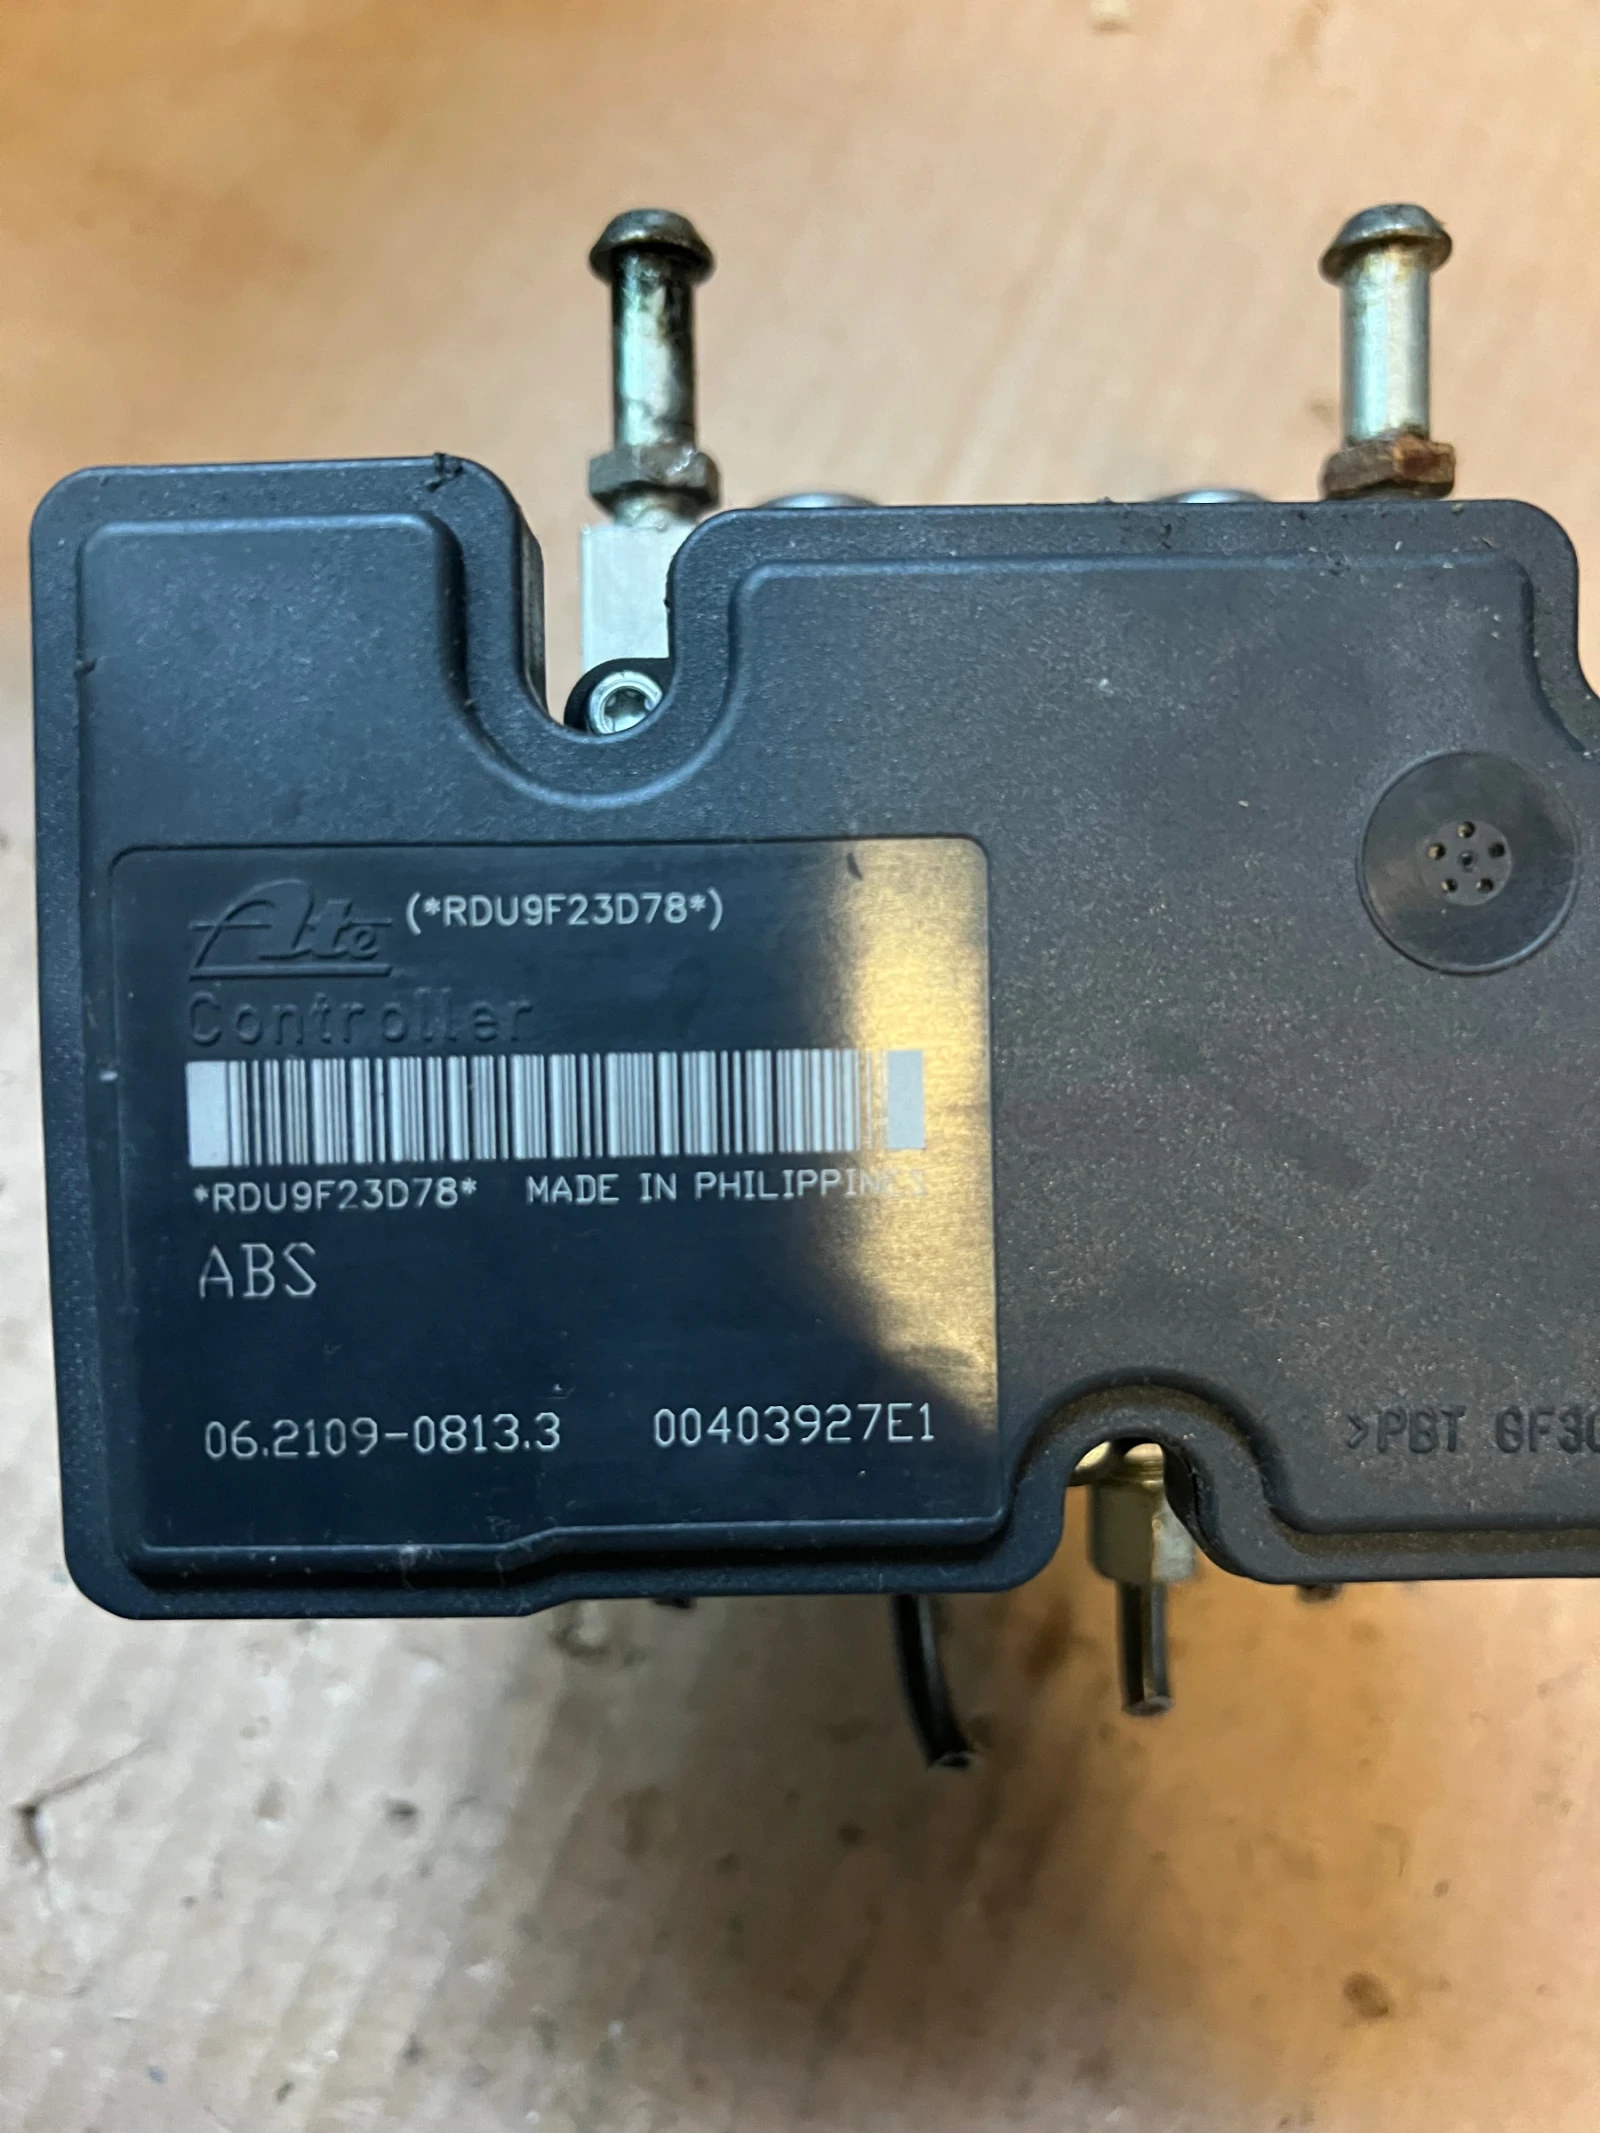 Ate (*RDU9F23D78*)
Controller
*RDU9F23D78* MADE IN PHILIPPINES
ABS
06.2109-0813.3 00403927E1
>PBT GF30